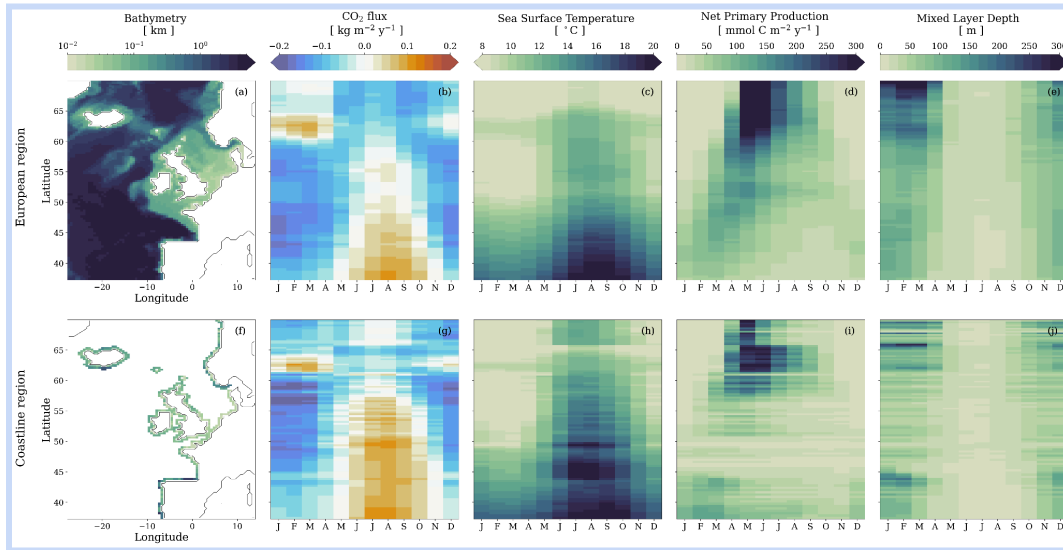 Bathymetry
[ km ]
10⁻² 10⁻¹ 10⁰
CO₂ flux
[ kg m⁻² y⁻¹ ]
−0.2 −0.1 0.0 0.1 0.2
Sea Surface Temperature
[ °C ]
8 10 12 14 16 18 20
Net Primary Production
[ mmol C m⁻² y⁻¹ ]
0 50 100 150 200 250 300
Mixed Layer Depth
[ m ]
0 50 100 150 200 250 300
European region
Latitude
65
60
55
50
45
40
(a)
−20 −10 0 10
Longitude
(b)
J F M A M J J A S O N D
(c)
J F M A M J J A S O N D
(d)
J F M A M J J A S O N D
(e)
J F M A M J J A S O N D
Coastline region
Latitude
65
60
55
50
45
40
(f)
−20 −10 0 10
Longitude
(g)
J F M A M J J A S O N D
(h)
J F M A M J J A S O N D
(i)
J F M A M J J A S O N D
(j)
J F M A M J J A S O N D